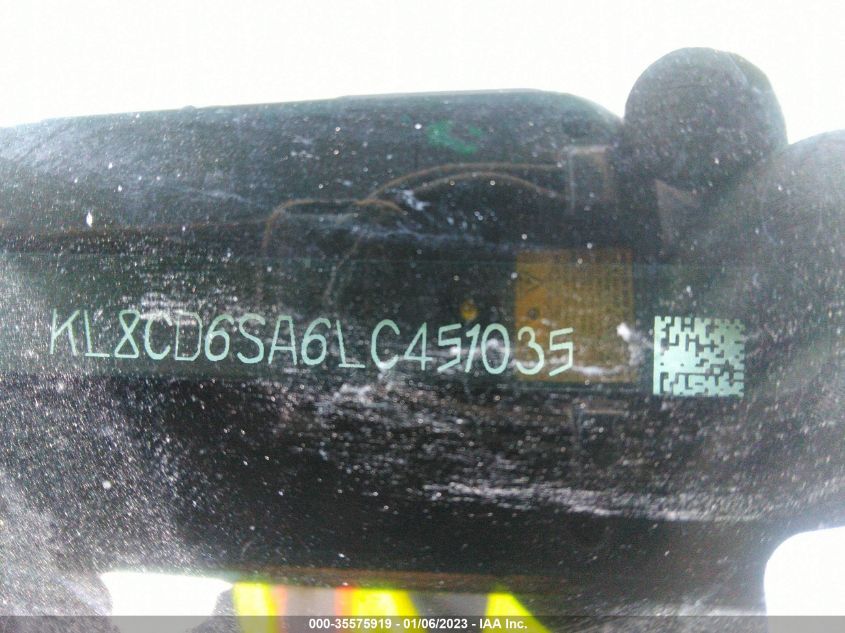 KL8CD6SA6LC451035
000-35575919 - 01/06/2023 - IAA Inc.